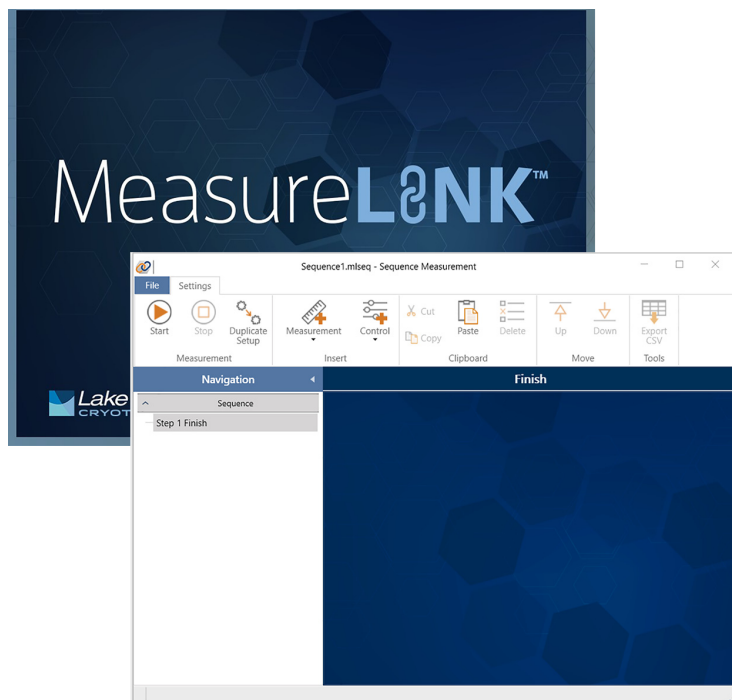 MeasureLINK™
Lake
CRYOT
Sequence1.mlseq - Sequence Measurement
File Settings
Start Stop Duplicate Setup Measurement Control Cut Copy Paste Delete Up Down Export CSV
Measurement Insert Clipboard Move Tools
Navigation Finish
Sequence
Step 1 Finish